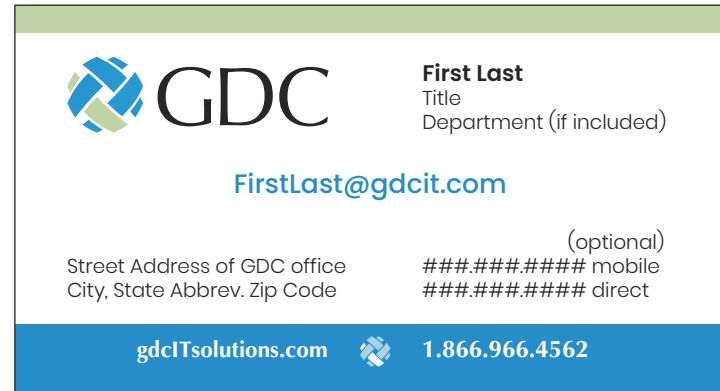 GDC
First Last
Title
Department (if included)
FirstLast@gdcit.com
Street Address of GDC office
City, State Abbrev. Zip Code
(optional)
###.###.#### mobile
###.###.#### direct
gdcITsolutions.com 1.866.966.4562